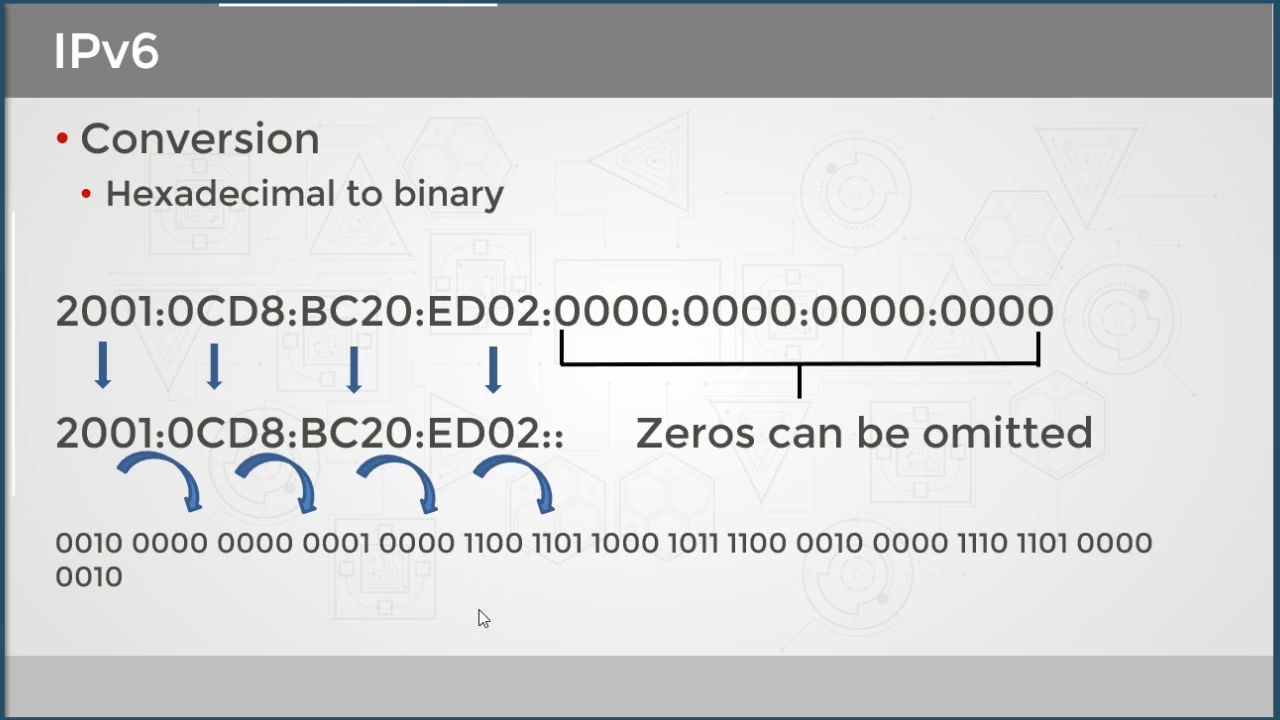 IPv6
• Conversion
• Hexadecimal to binary
2001:0CD8:BC20:ED02:0000:0000:0000:0000
2001:0CD8:BC20:ED02:: Zeros can be omitted
0010 0000 0000 0001 0000 1100 1101 1000 1011 1100 0010 0000 1110 1101 0000
0010